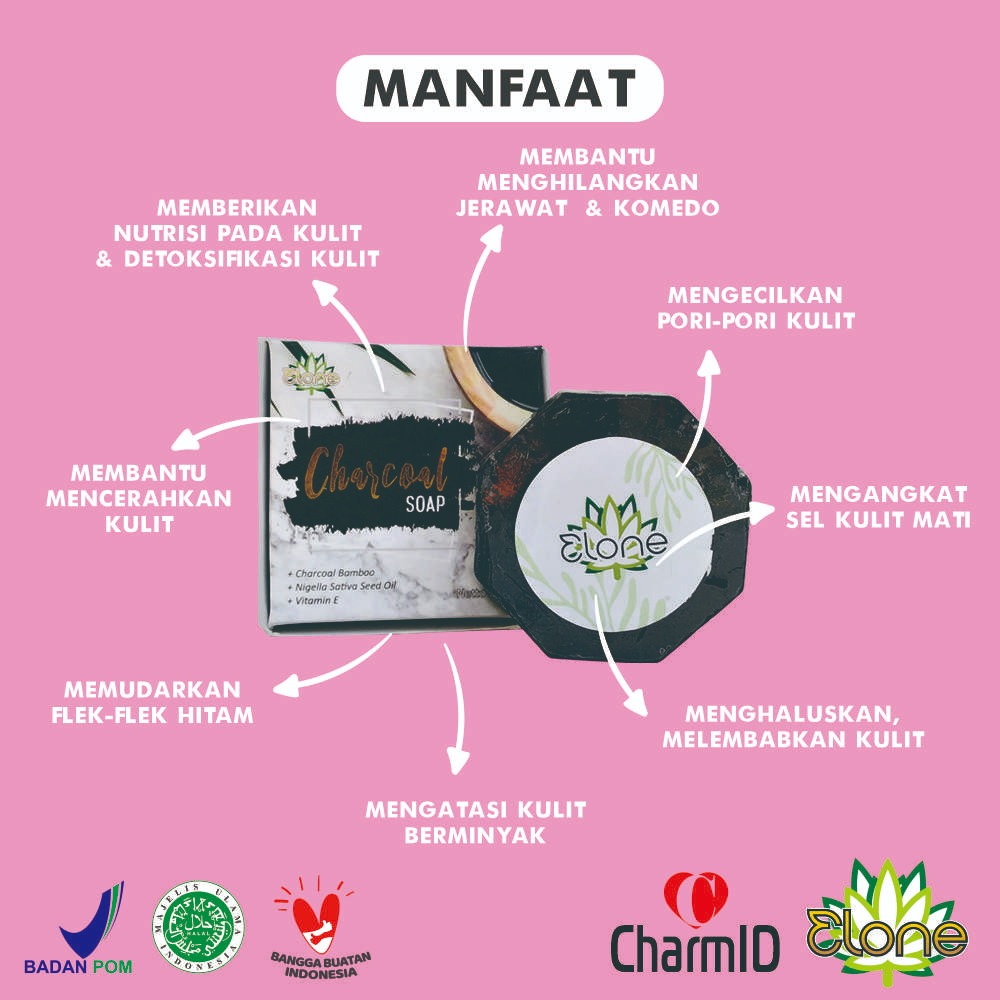 MANFAAT
MEMBANTU
MENGHILANGKAN
JERAWAT & KOMEDO
MEMBERIKAN
NUTRISI PADA KULIT
& DETOKSIFIKASI KULIT
MENGECILKAN
PORI-PORI KULIT
MEMBANTU
MENCERAHKAN
KULIT
MENGANGKAT
SEL KULIT MATI
Elone
Charcoal
SOAP
+ Charcoal Bamboo
+ Nigella Sativa Seed Oil
+ Vitamin E
Netto
Elone
MEMUDARKAN
FLEK-FLEK HITAM
MENGHALUSKAN,
MELEMBABKAN KULIT
MENGATASI KULIT
BERMINYAK
BADAN POM
MAJELIS ULAMA
حلال
HALAL
INDONESIA
BANGGA BUATAN
INDONESIA
CharmID
Elone